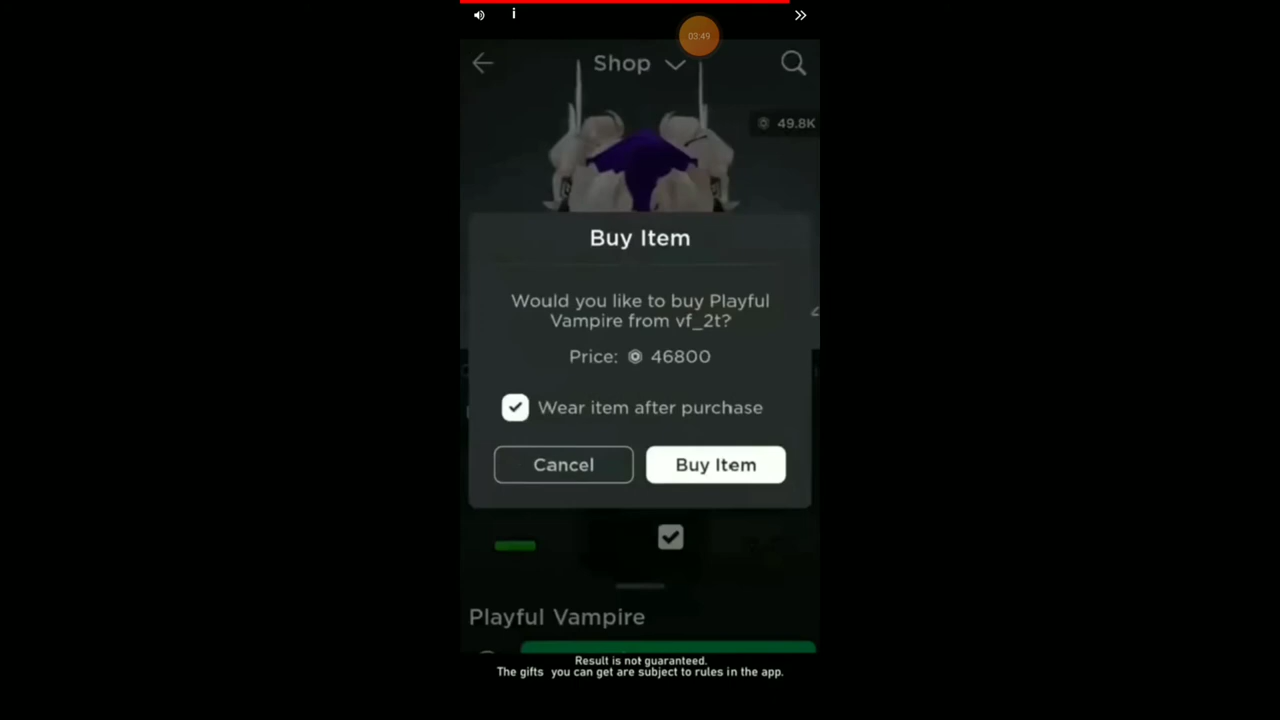 i
03:49
Shop
49.8K
Buy Item
Would you like to buy Playful
Vampire from vf_2t?
Price: 46800
Wear item after purchase
Cancel
Buy Item
Playful Vampire
Result is not guaranteed.
The gifts you can get are subject to rules in the app.